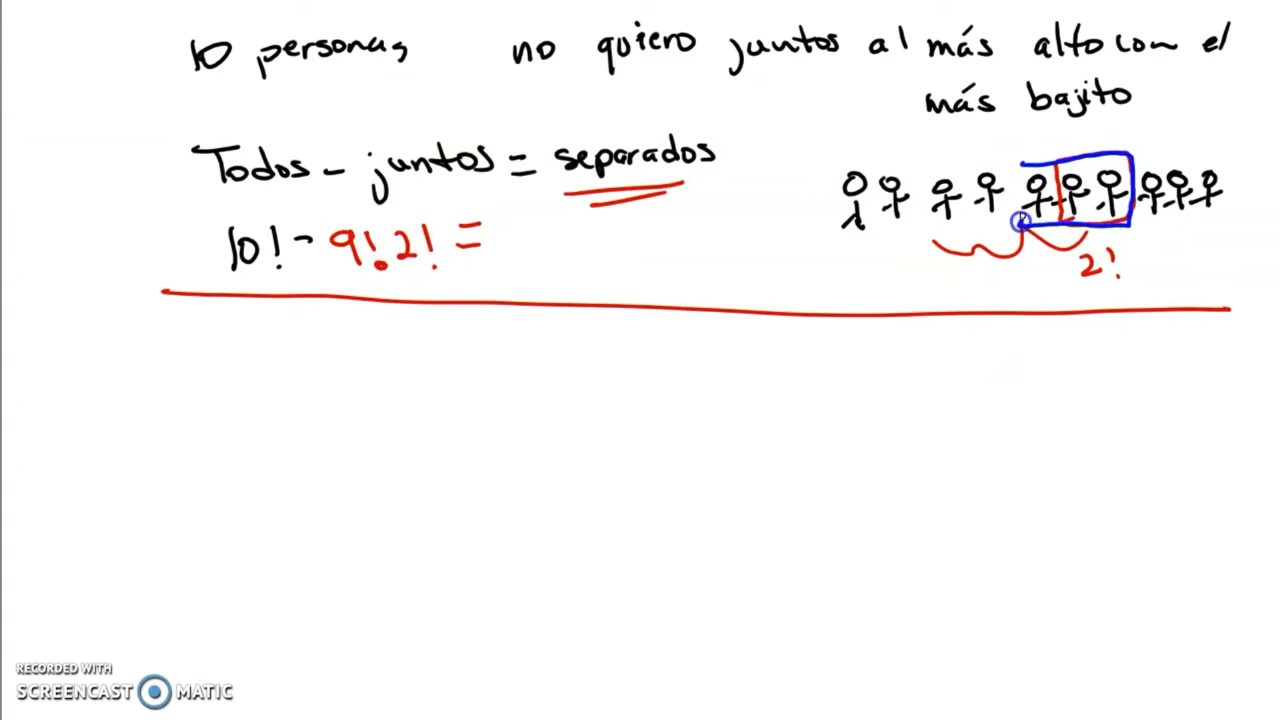 10 personas no quiero juntos al más alto con el
más bajito
Todos - juntos = separados
10! - 9! 2! =
2!
RECORDED WITH
SCREENCAST MATIC